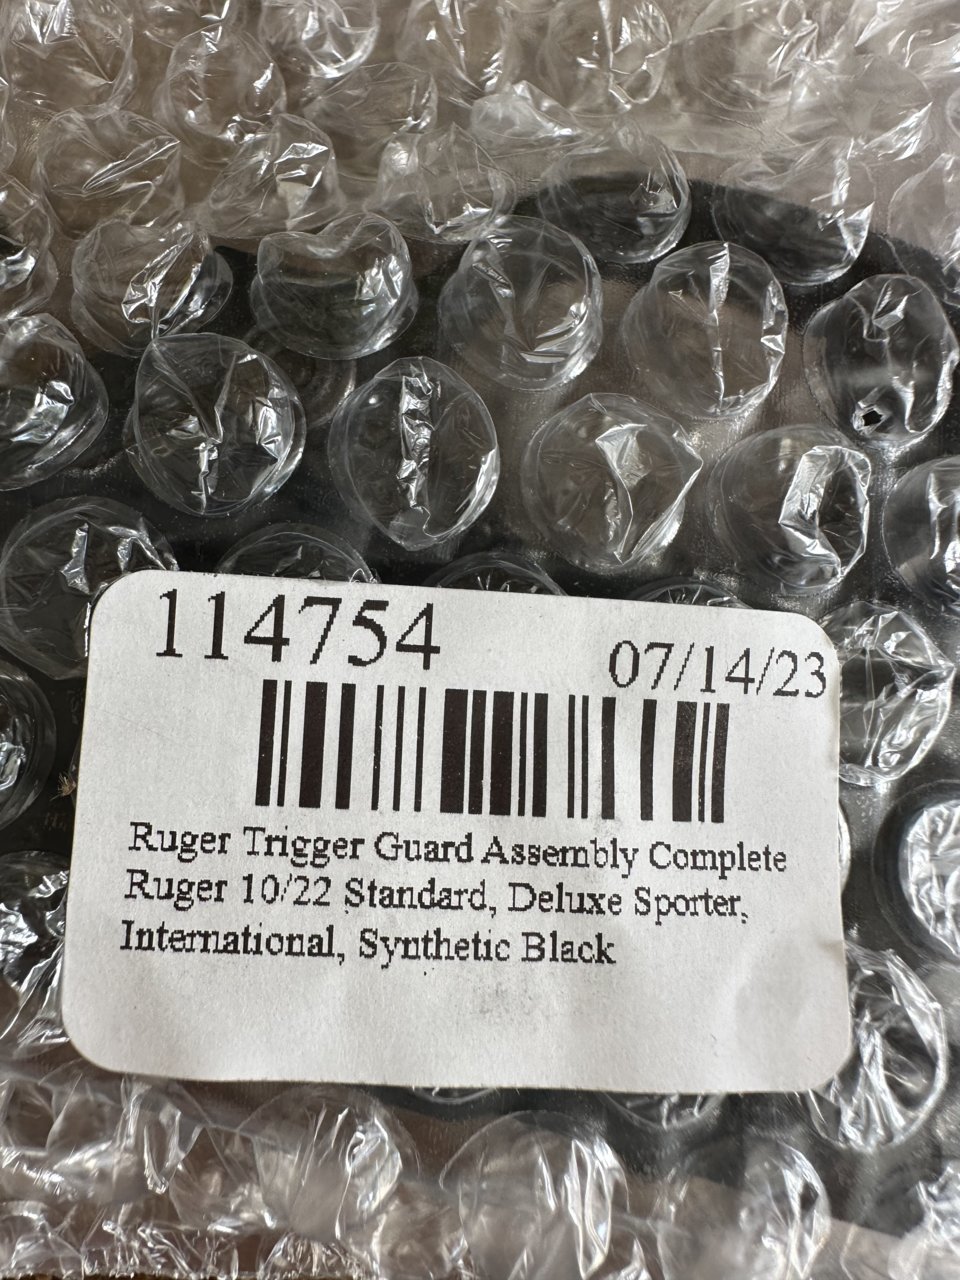 114754
07/14/23
Ruger Trigger Guard Assembly Complete
Ruger 10/22 Standard, Deluxe Sporter,
International, Synthetic Black